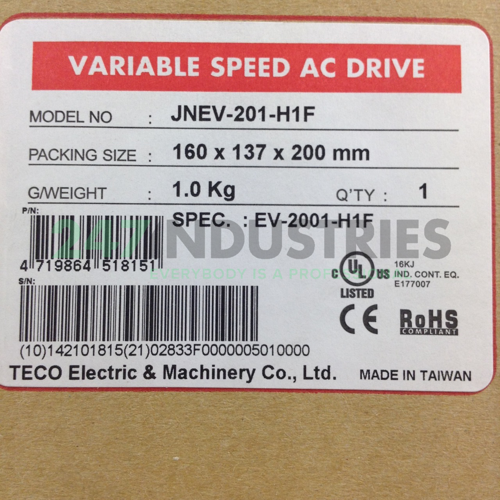 VARIABLE SPEED AC DRIVE
MODEL NO : JNEV-201-H1F
PACKING SIZE : 160 x 137 x 200 mm
G/WEIGHT : 1.0 Kg Q'TY : 1
P/N: SPEC. : EV-2001-H1F
247INDUSTRIES
EVERYBODY IS A PROFESSIONAL
4 719864 518151
C UL US LISTED
16KJ
IND. CONT. EQ.
E177007
S/N:
CE RoHS
COMPLIANT
(10)142101815(21)02833F0000005010000
TECO Electric & Machinery Co., Ltd. MADE IN TAIWAN